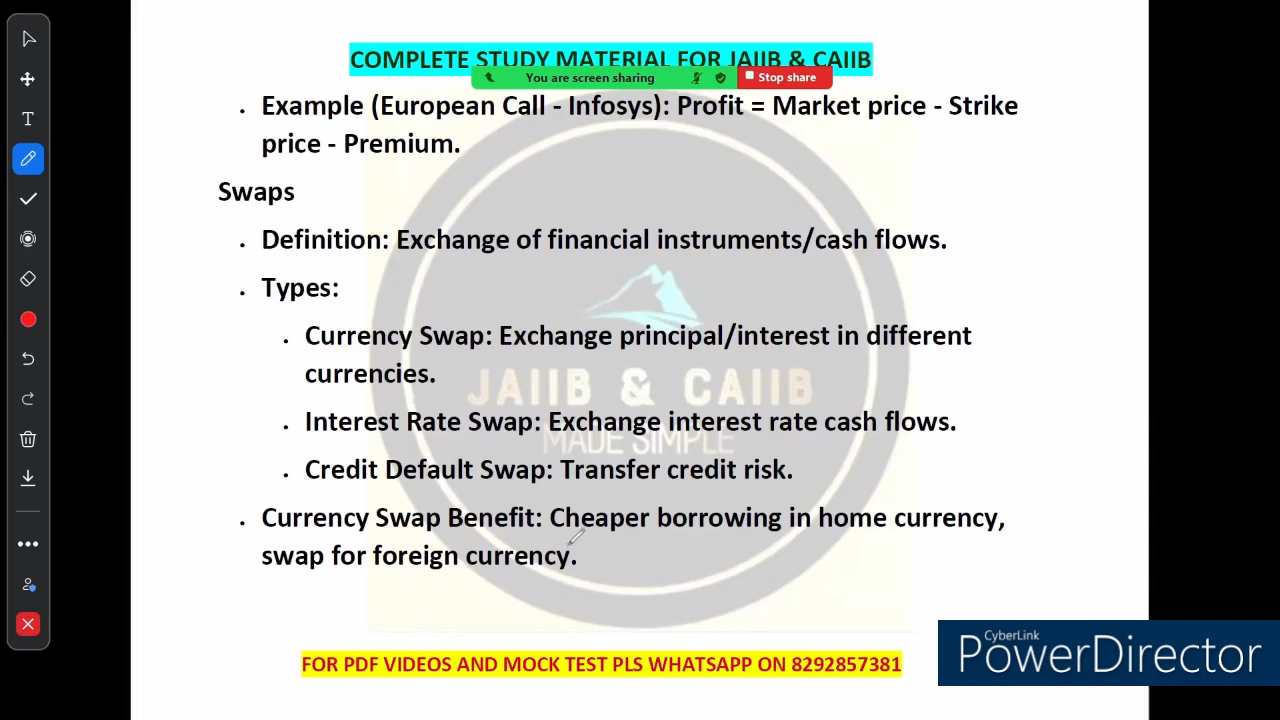 COMPLETE STUDY MATERIAL FOR JAIIB & CAIIB
You are screen sharing
Stop share
• Example (European Call - Infosys): Profit = Market price - Strike
price - Premium.
Swaps
• Definition: Exchange of financial instruments/cash flows.
• Types:
• Currency Swap: Exchange principal/interest in different
currencies.
• Interest Rate Swap: Exchange interest rate cash flows.
• Credit Default Swap: Transfer credit risk.
• Currency Swap Benefit: Cheaper borrowing in home currency,
swap for foreign currency.
JAIIB & CAIIB
MADE SIMPLE
FOR PDF VIDEOS AND MOCK TEST PLS WHATSAPP ON 8292857381
CyberLink
PowerDirector
T